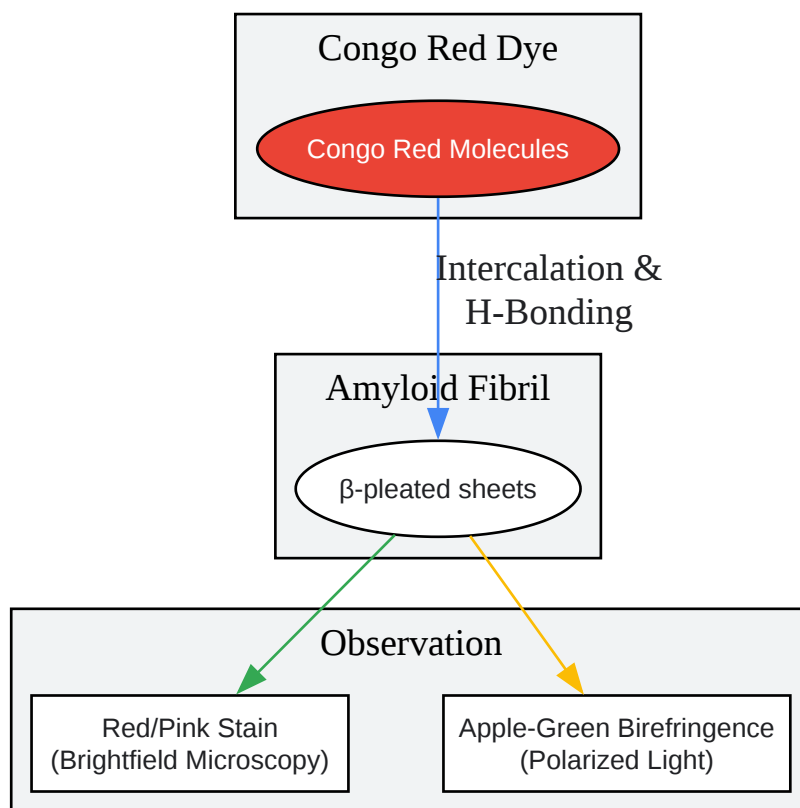 Congo Red Dye
Congo Red Molecules
Intercalation &
H-Bonding
Amyloid Fibril
β-pleated sheets
Observation
Red/Pink Stain
(Brightfield Microscopy)
Apple-Green Birefringence
(Polarized Light)